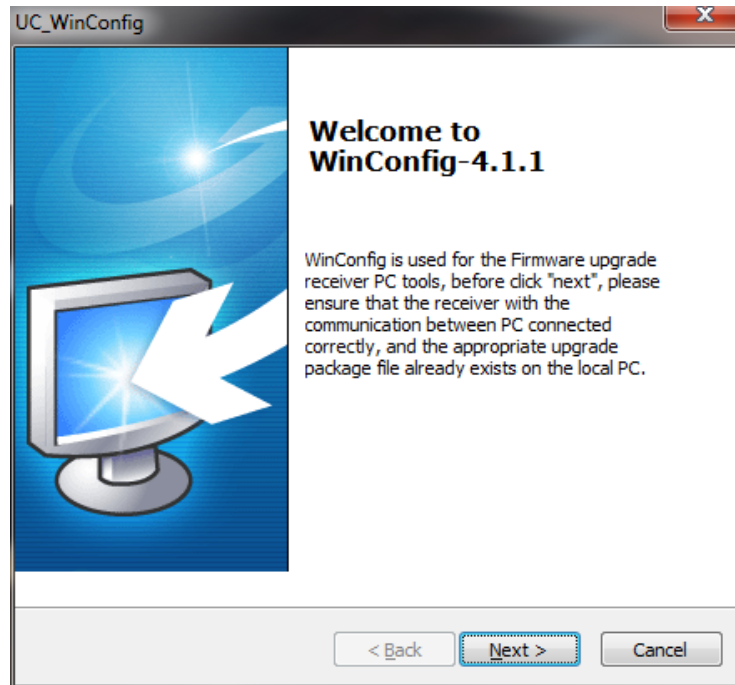 UC_WinConfig
Welcome to
WinConfig-4.1.1
WinConfig is used for the Firmware upgrade
receiver PC tools, before click "next", please
ensure that the receiver with the
communication between PC connected
correctly, and the appropriate upgrade
package file already exists on the local PC.
< Back Next > Cancel